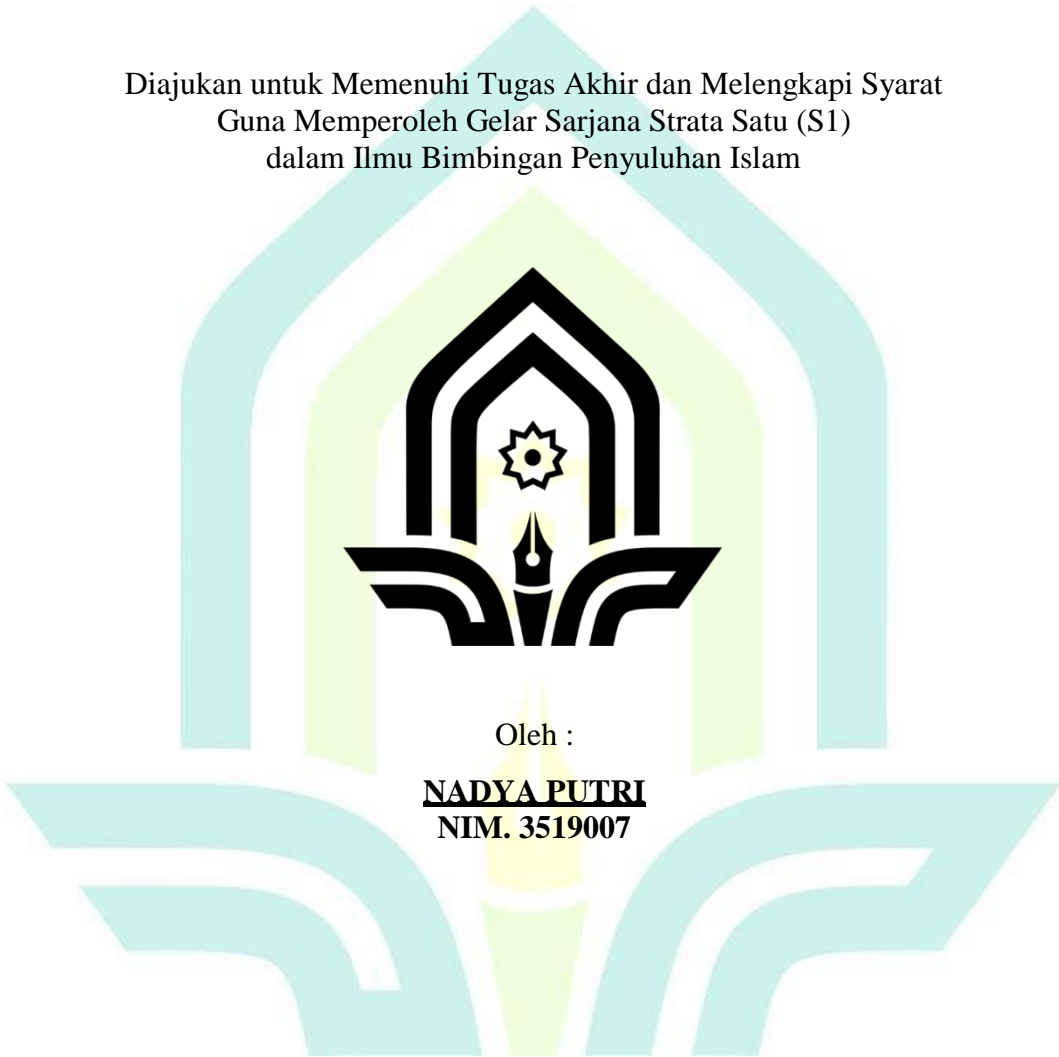 Diajukan untuk Memenuhi Tugas Akhir dan Melengkapi Syarat
Guna Memperoleh Gelar Sarjana Strata Satu (S1)
dalam Ilmu Bimbingan Penyuluhan Islam
Oleh :
NADYA PUTRI
NIM. 3519007